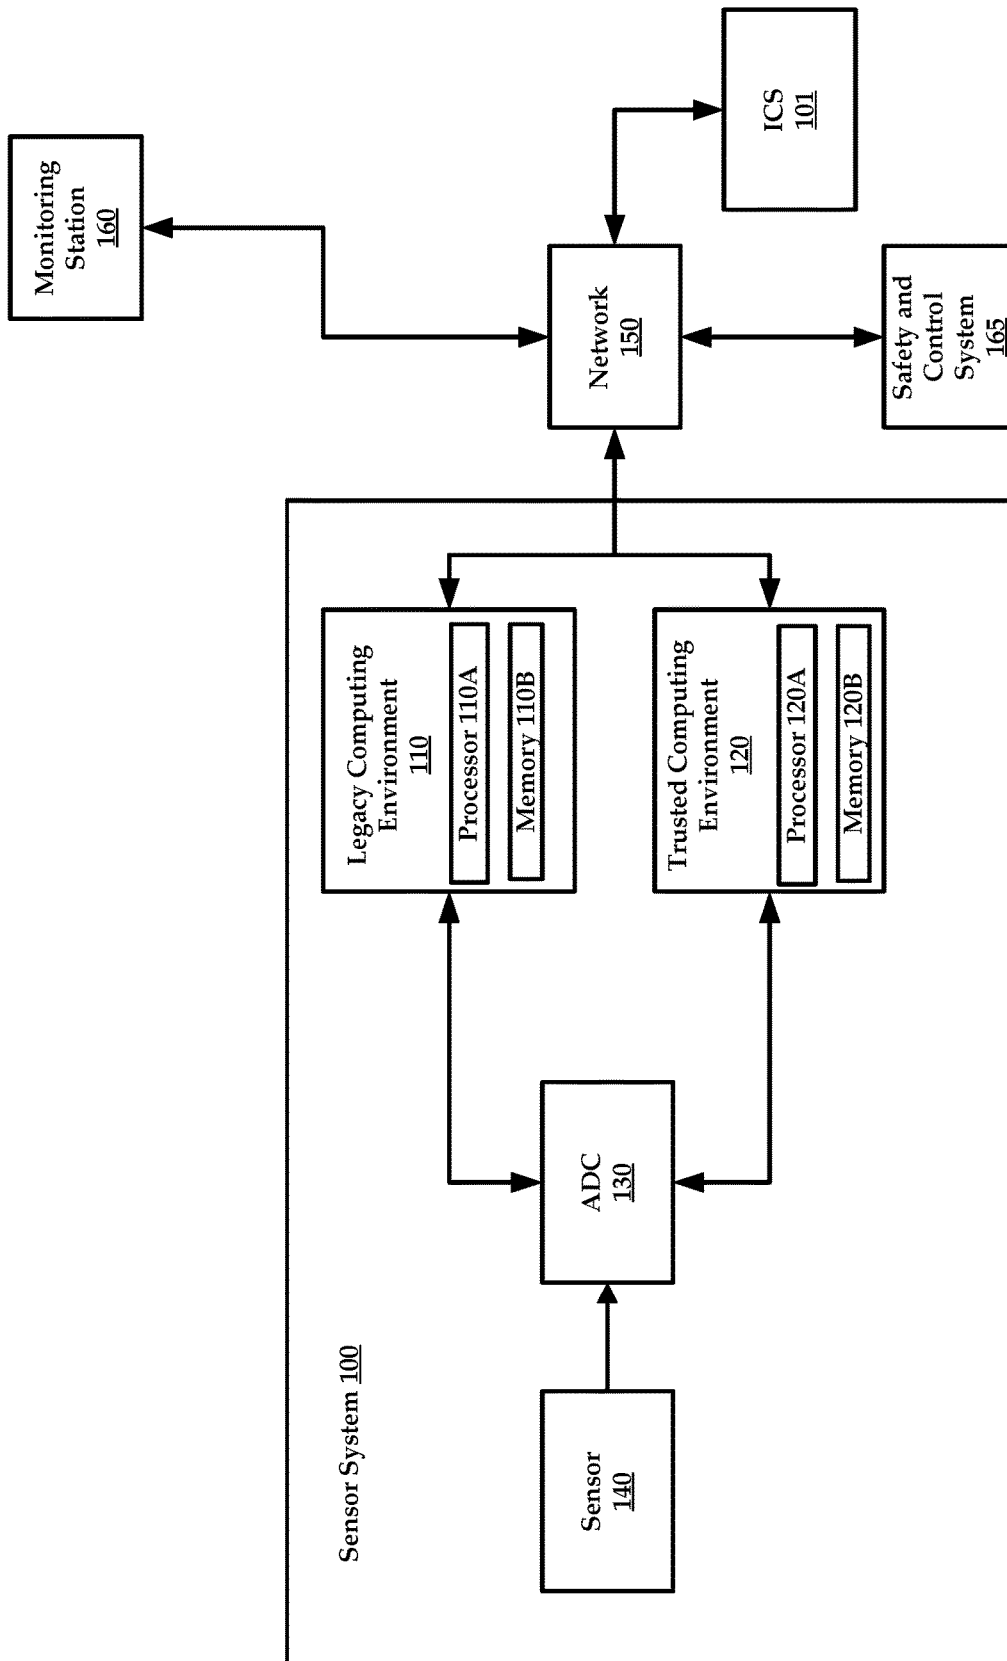 Sensor System 100
Sensor
140
ADC
130
Legacy Computing
Environment
110
Processor 110A
Memory 110B
Trusted Computing
Environment
120
Processor 120A
Memory 120B
Network
150
Monitoring
Station
160
ICS
101
Safety and
Control
System
165